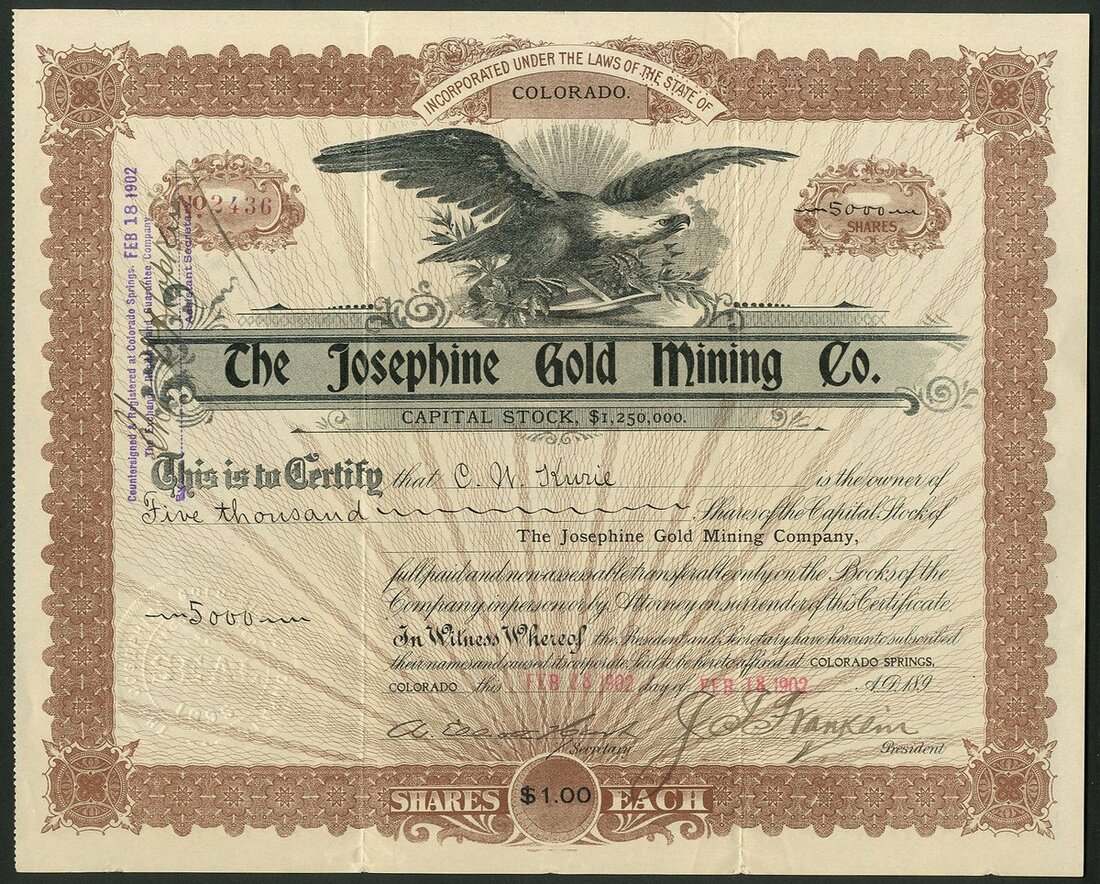 INCORPORATED UNDER THE LAWS OF THE STATE OF
COLORADO.
No 2436
5000
SHARES
The Josephine Gold Mining Co.
CAPITAL STOCK, $1,250,000.
This is to Certify that C. W. Kurie is the owner of
Five thousand Shares of the Capital Stock of
The Josephine Gold Mining Company,
full paid and non-assessable transferable only on the Books of the
Company, in person or by Attorney on surrender of this Certificate.
5000
In Witness Whereof the President and Secretary have hereunto subscribed
their names and caused its corporate Seal to be hereto affixed at COLORADO SPRINGS,
COLORADO this FEB 18 1902 day of FEB 18 1902 A.D. 189
Secretary
President
SHARES $1.00 EACH
Countersigned & Registered at Colorado Springs. FEB 18 1902
The Exchange Guarantee Company
Assistant Secretary